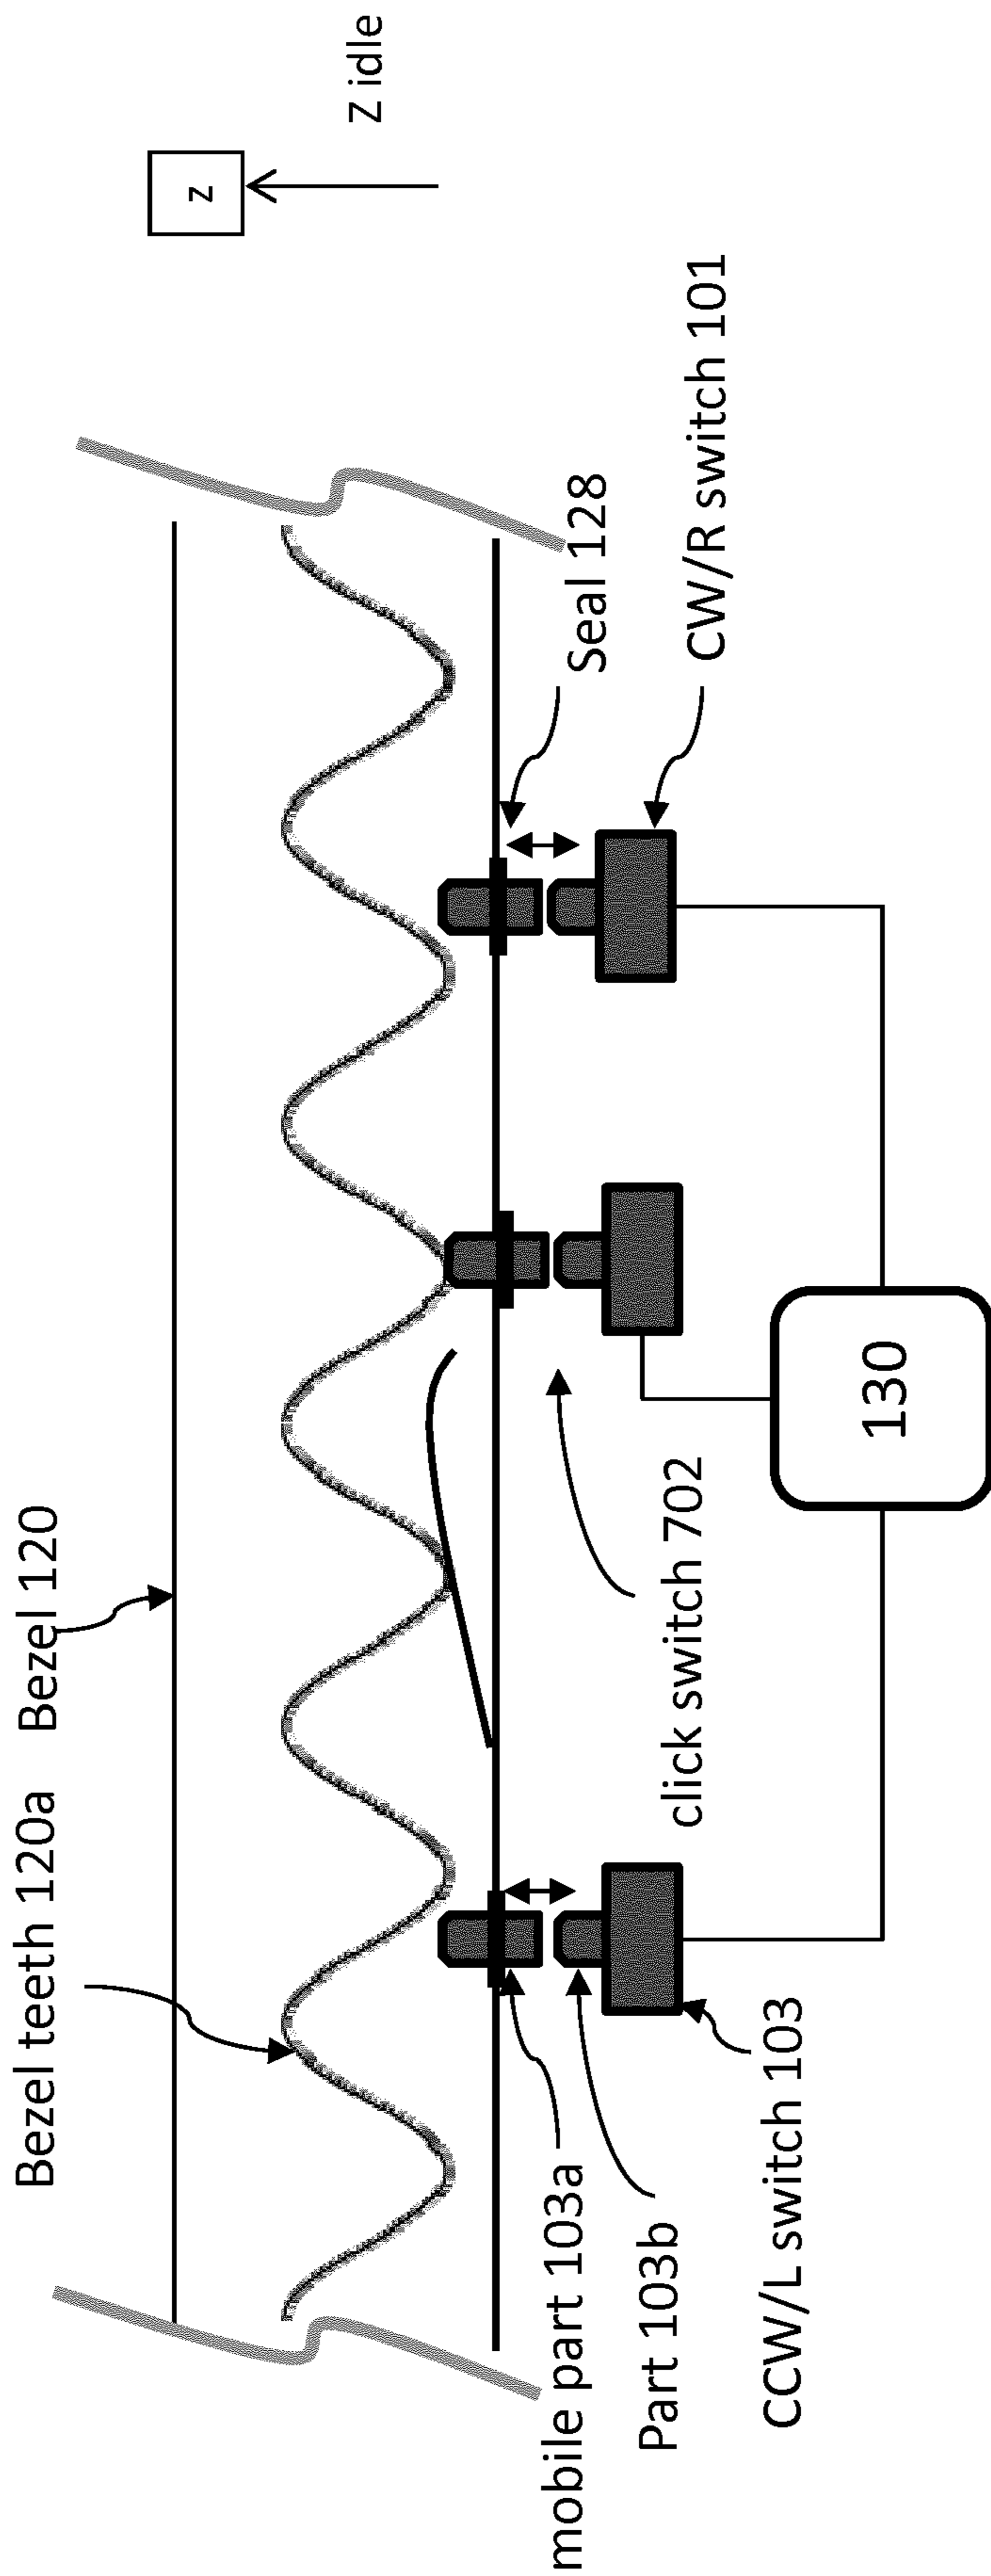 Bezel teeth 120a
Bezel 120
z
Z idle
mobile part 103a
Part 103b
CCW/L switch 103
click switch 702
Seal 128
CW/R switch 101
130